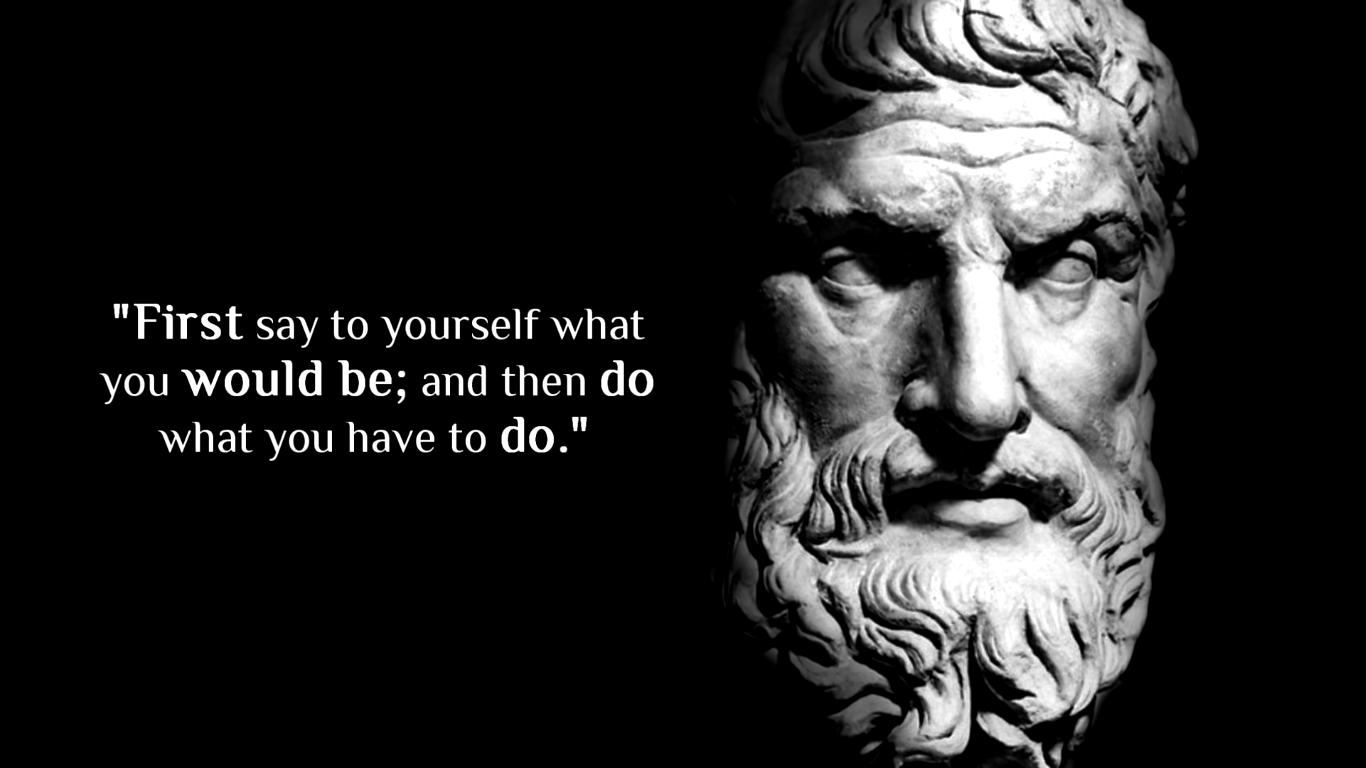 "First say to yourself what
you would be; and then do
what you have to do."